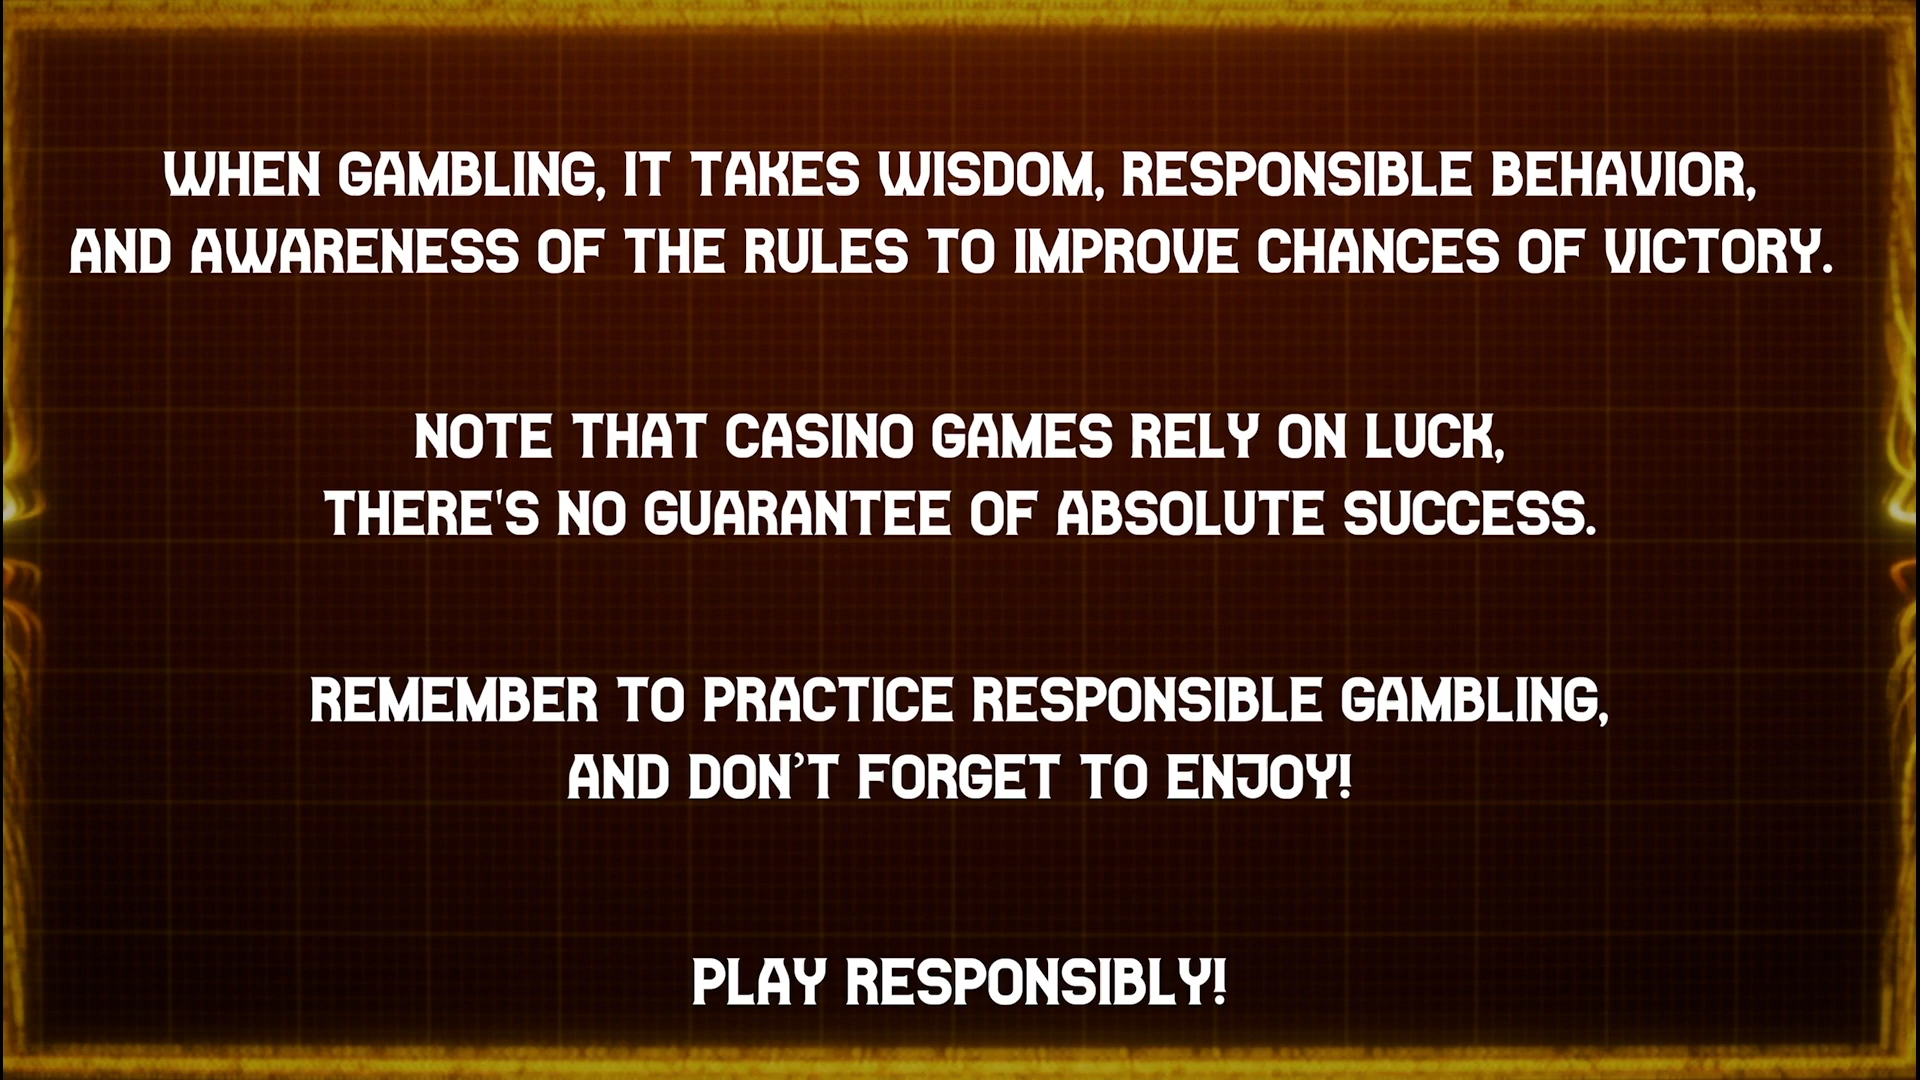 WHEN GAMBLING, IT TAKES WISDOM, RESPONSIBLE BEHAVIOR,
AND AWARENESS OF THE RULES TO IMPROVE CHANCES OF VICTORY.
NOTE THAT CASINO GAMES RELY ON LUCK,
THERE'S NO GUARANTEE OF ABSOLUTE SUCCESS.
REMEMBER TO PRACTICE RESPONSIBLE GAMBLING,
AND DON’T FORGET TO ENJOY!
PLAY RESPONSIBLY!